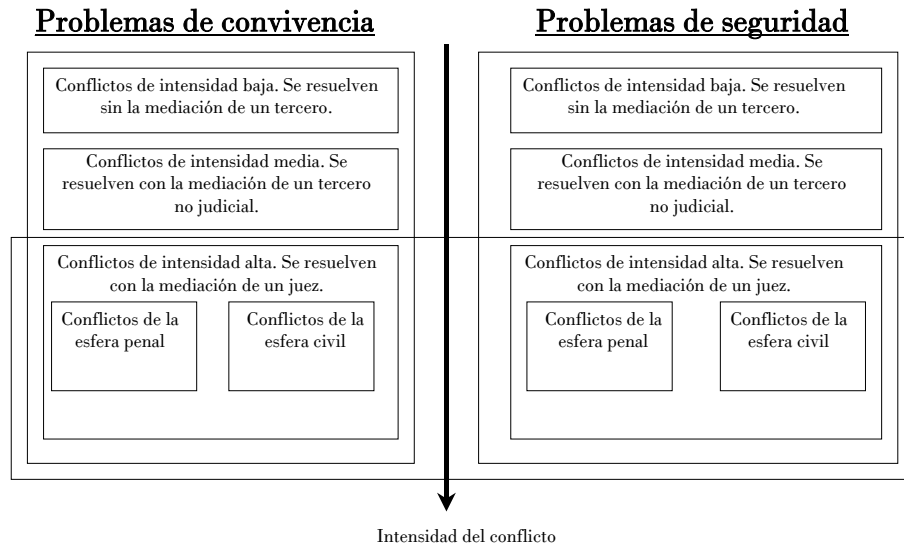 Problemas de convivencia
Conflictos de intensidad baja. Se resuelven
sin la mediación de un tercero.
Conflictos de intensidad media. Se
resuelven con la mediación de un tercero
no judicial.
Conflictos de intensidad alta. Se resuelven
con la mediación de un juez.
Conflictos de la
esfera penal
Conflictos de la
esfera civil
Problemas de seguridad
Conflictos de intensidad baja. Se resuelven
sin la mediación de un tercero.
Conflictos de intensidad media. Se
resuelven con la mediación de un tercero
no judicial.
Conflictos de intensidad alta. Se resuelven
con la mediación de un juez.
Conflictos de la
esfera penal
Conflictos de la
esfera civil
Intensidad del conflicto